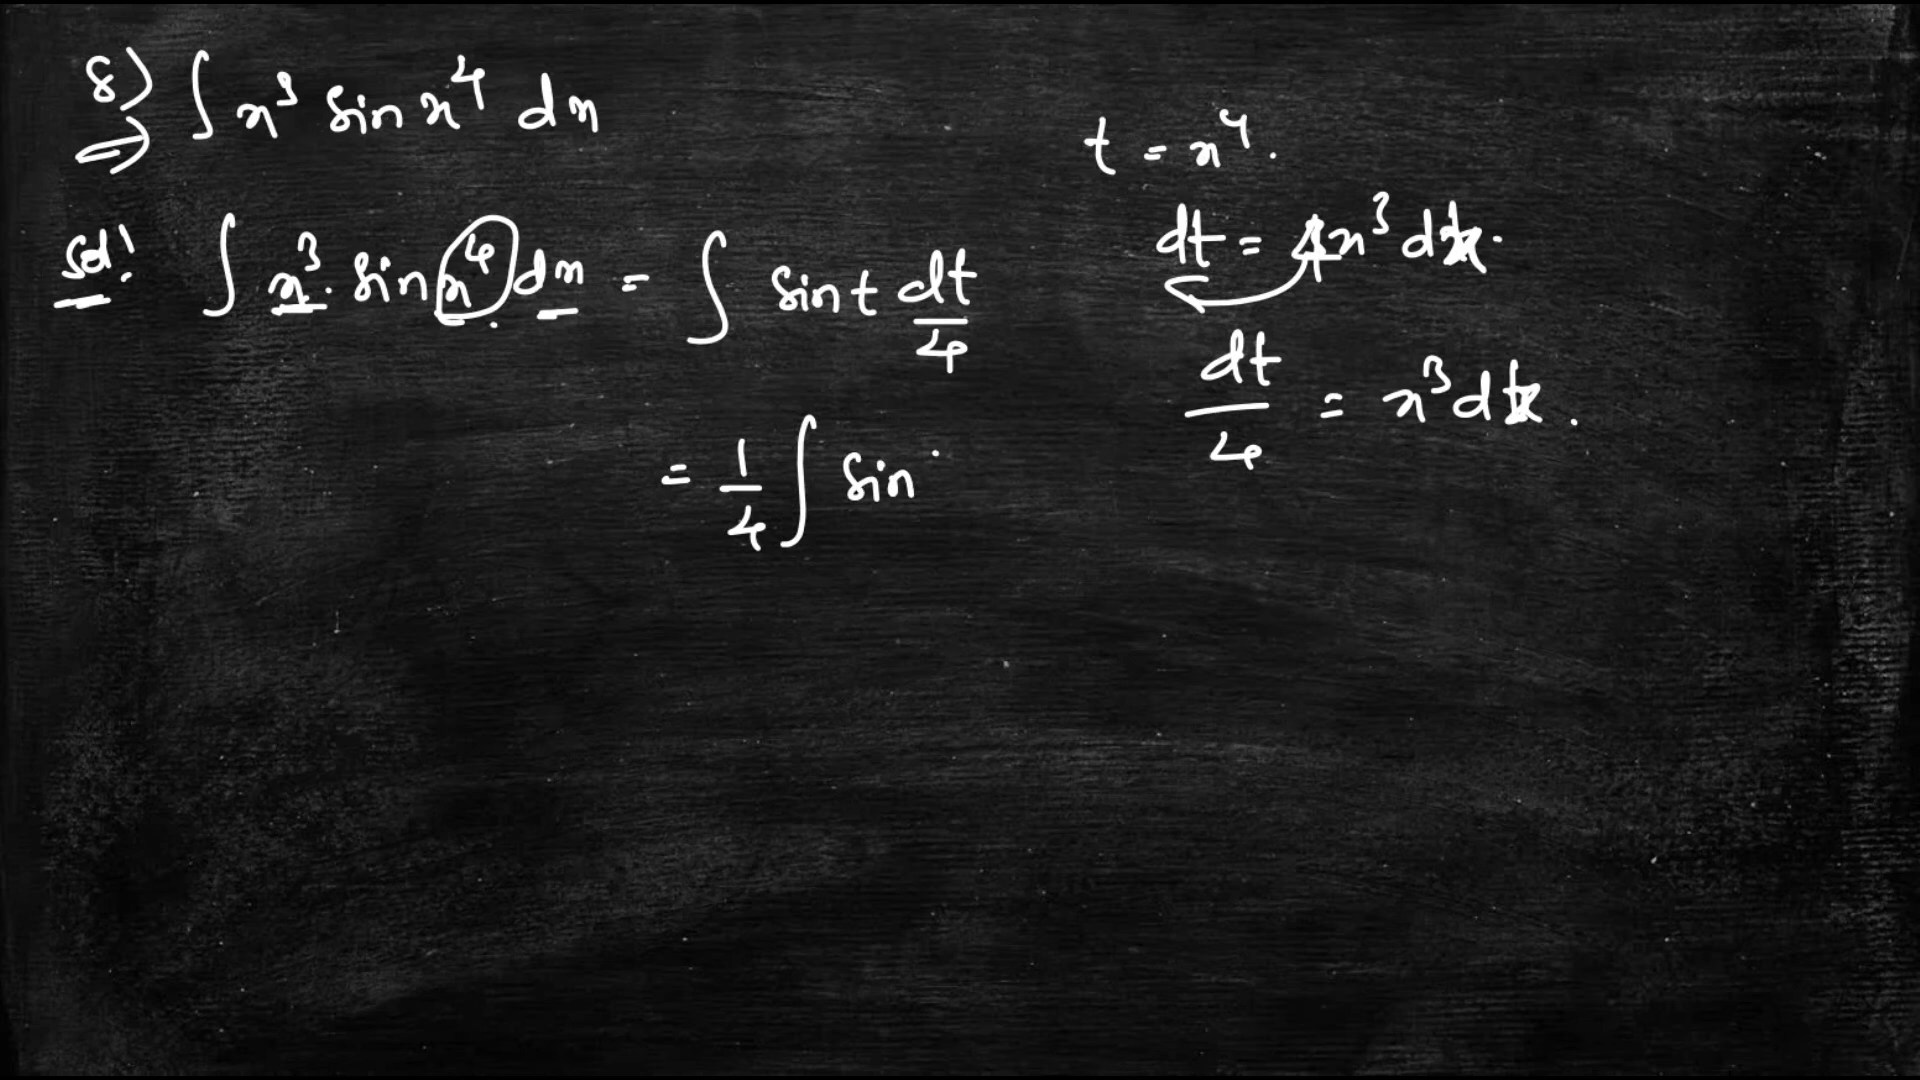 8) ∫ x³ sin x⁴ dx
t = x⁴.
Sol: ∫ x³. sin x⁴ dx = ∫ sin t dt/4
dt = 4x³ dx.
dt/4 = x³ dx.
= 1/4 ∫ sin